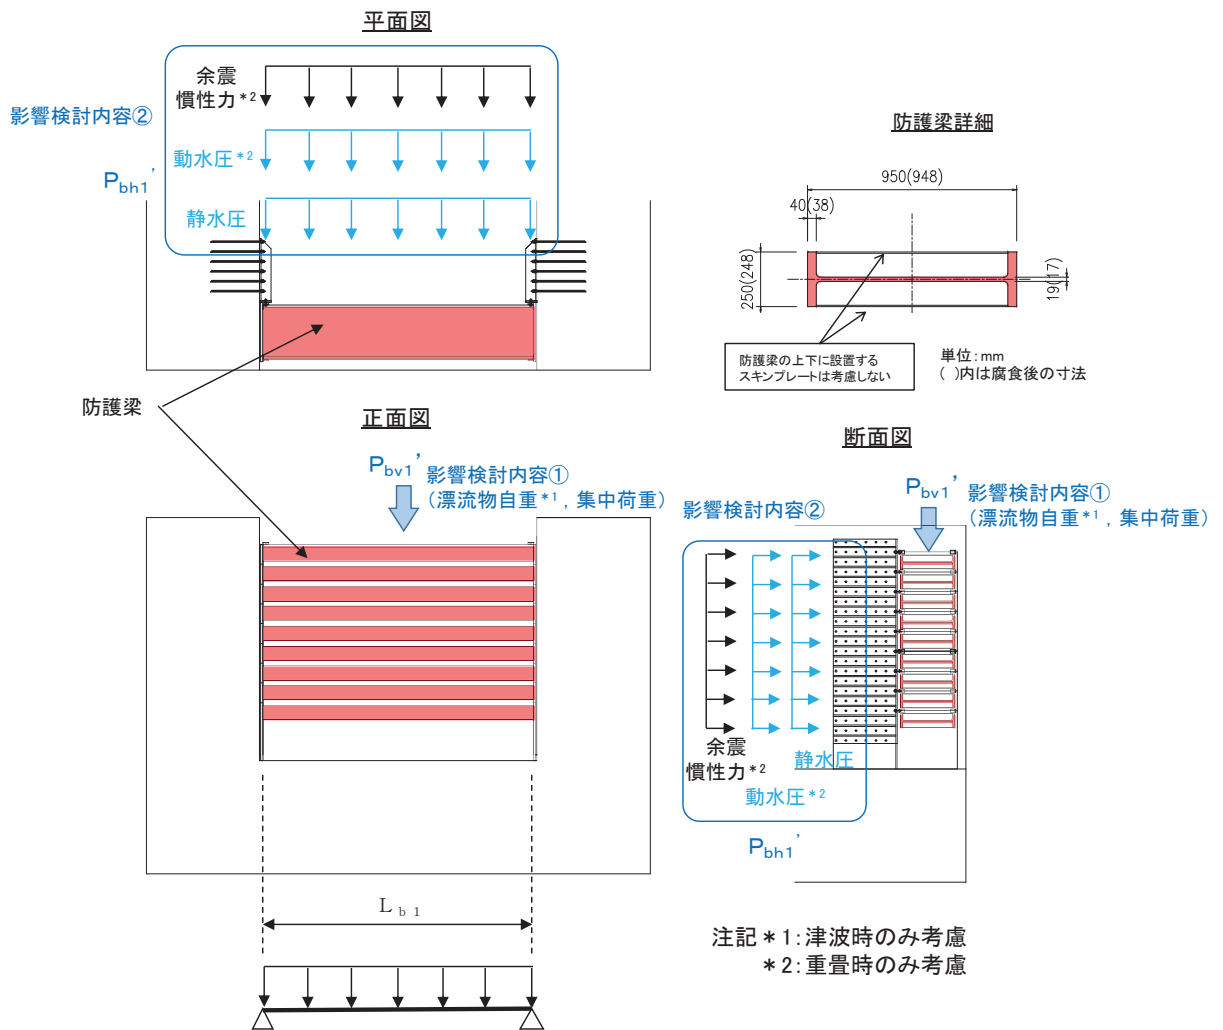 平面図
余震
慣性力*2
影響検討内容②
動水圧*2
Pbh1’
静水圧
防護梁詳細
950(948)
40(38)
250(248)
19(17)
防護梁の上下に設置する
スキンプレートは考慮しない
単位:mm
( )内は腐食後の寸法
防護梁
正面図
Pbv1’ 影響検討内容①
(漂流物自重*1,集中荷重)
断面図
Pbv1’ 影響検討内容①
(漂流物自重*1,集中荷重)
影響検討内容②
余震
慣性力*2
静水圧
動水圧*2
Pbh1’
Lb1
注記*1:津波時のみ考慮
*2:重畳時のみ考慮